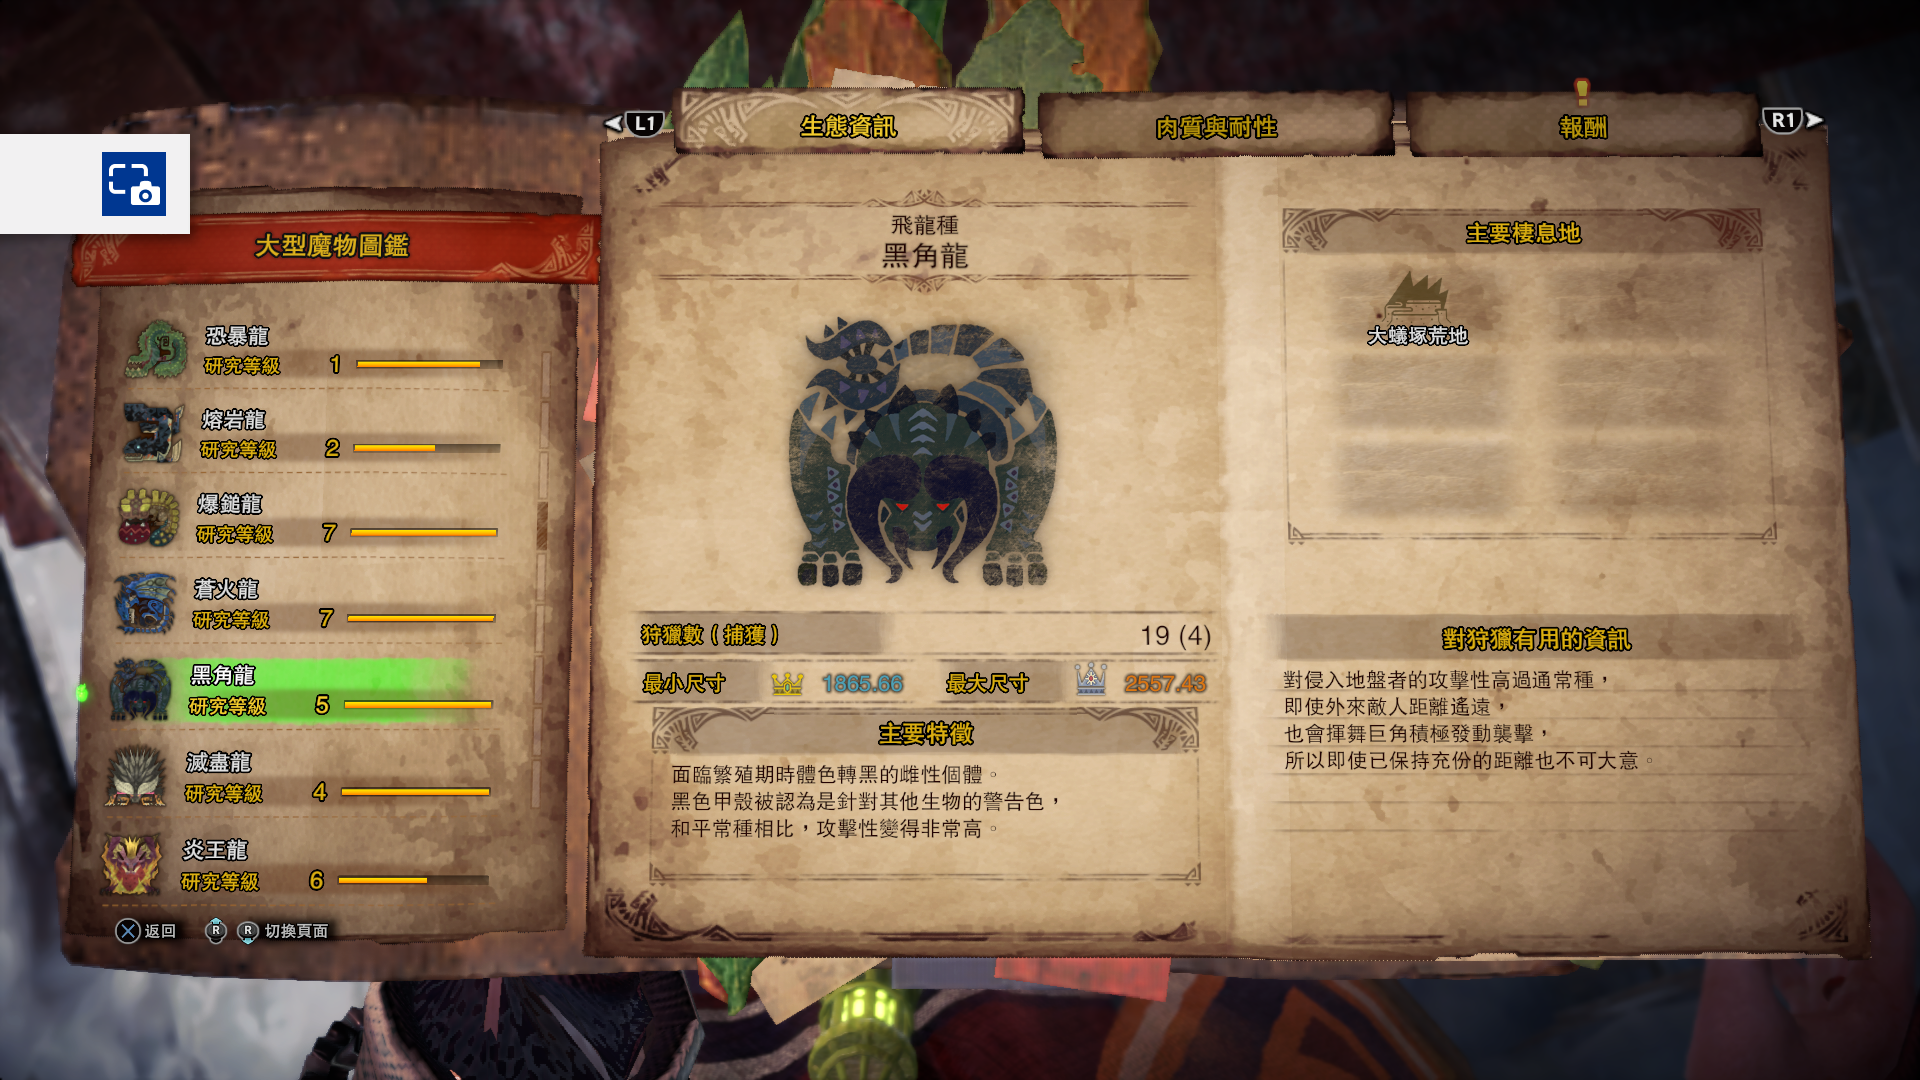 L1
生態資訊
肉質與耐性
報酬
R1
大型魔物圖鑑
恐暴龍
研究等級 1
熔岩龍
研究等級 2
爆鎚龍
研究等級 7
蒼火龍
研究等級 7
黑角龍
研究等級 5
滅盡龍
研究等級 4
炎王龍
研究等級 6
返回 R R 切換頁面
飛龍種
黑角龍
狩獵數(捕獲) 19 (4)
最小尺寸 1865.66 最大尺寸 2557.43
主要特徵
面臨繁殖期時體色轉黑的雌性個體。
黑色甲殼被認為是針對其他生物的警告色，
和平常種相比，攻擊性變得非常高。
主要棲息地
大蟻塚荒地
對狩獵有用的資訊
對侵入地盤者的攻擊性高過通常種，
即使外來敵人距離遙遠，
也會揮舞巨角積極發動襲擊，
所以即使已保持充份的距離也不可大意。